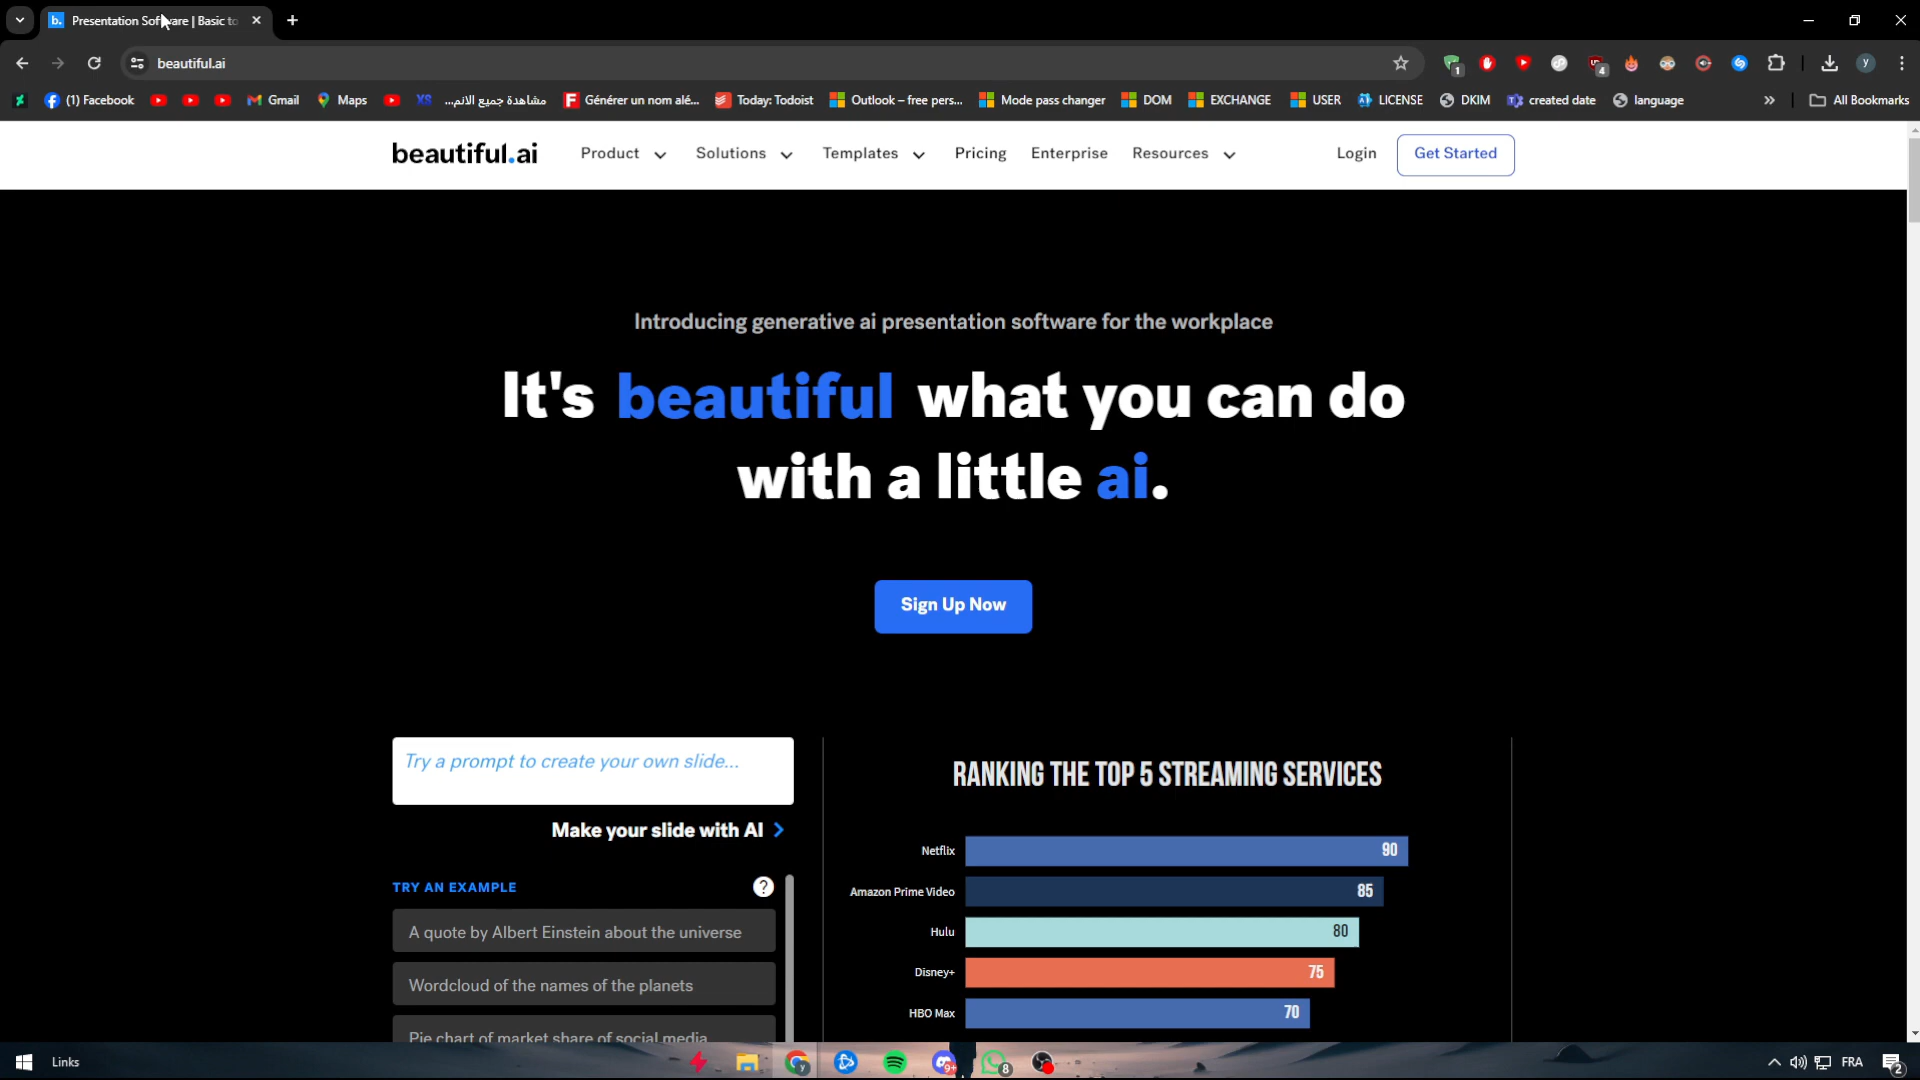 Presentation Software | Basic to
beautiful.ai
(1) Facebook
Gmail
Maps
XS
مشاهدة جميع الانم...
Générer un nom alé...
Today: Todoist
Outlook – free pers...
Mode pass changer
DOM
EXCHANGE
USER
LICENSE
DKIM
created date
language
All Bookmarks
beautiful.ai
Product
Solutions
Templates
Pricing
Enterprise
Resources
Login
Get Started
Introducing generative ai presentation software for the workplace
It's beautiful what you can do
with a little ai.
Sign Up Now
Try a prompt to create your own slide...
Make your slide with AI
TRY AN EXAMPLE
?
A quote by Albert Einstein about the universe
Wordcloud of the names of the planets
Pie chart of market share of social media
RANKING THE TOP 5 STREAMING SERVICES
Netflix 90
Amazon Prime Video 85
Hulu 80
Disney+ 75
HBO Max 70
Links
9+
8
FRA
2